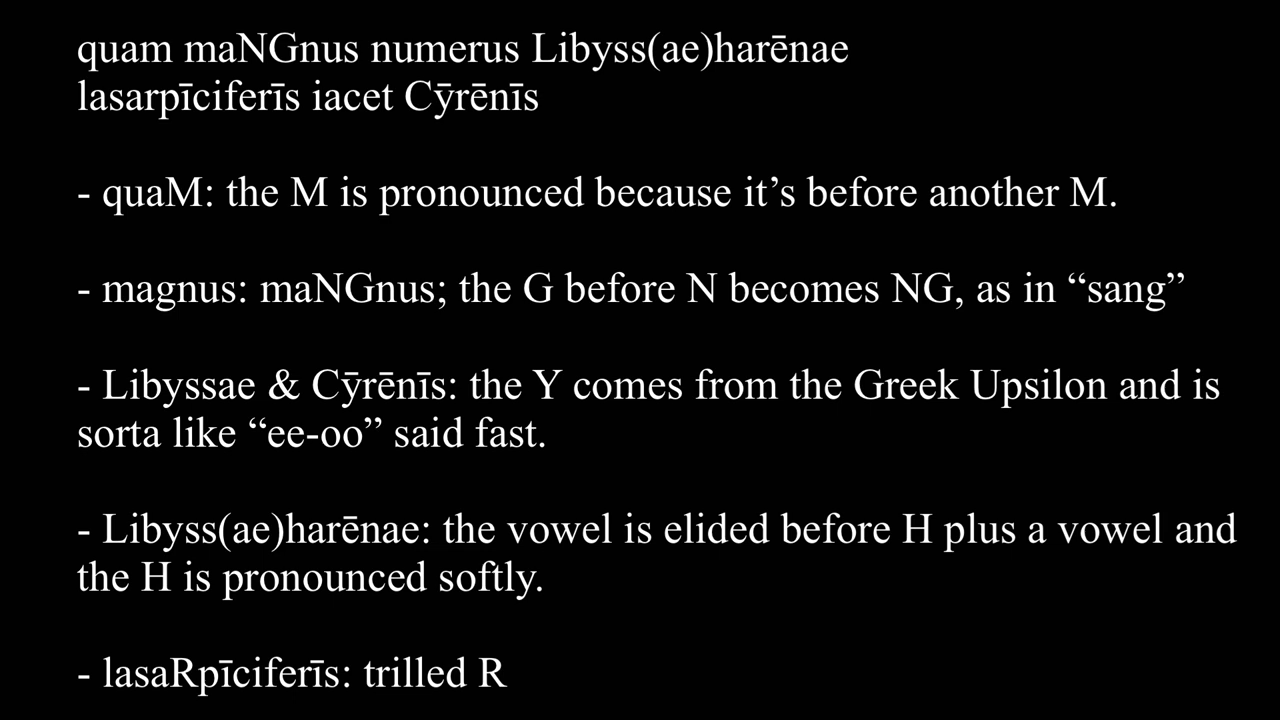 quam maNGnus numerus Libyss(ae)harēnae
lasarpīciferīs iacet Cȳrēnīs
- quaM: the M is pronounced because it’s before another M.
- magnus: maNGnus; the G before N becomes NG, as in “sang”
- Libyssae & Cȳrēnīs: the Y comes from the Greek Upsilon and is
sorta like “ee-oo” said fast.
- Libyss(ae)harēnae: the vowel is elided before H plus a vowel and
the H is pronounced softly.
- lasaRpīciferīs: trilled R